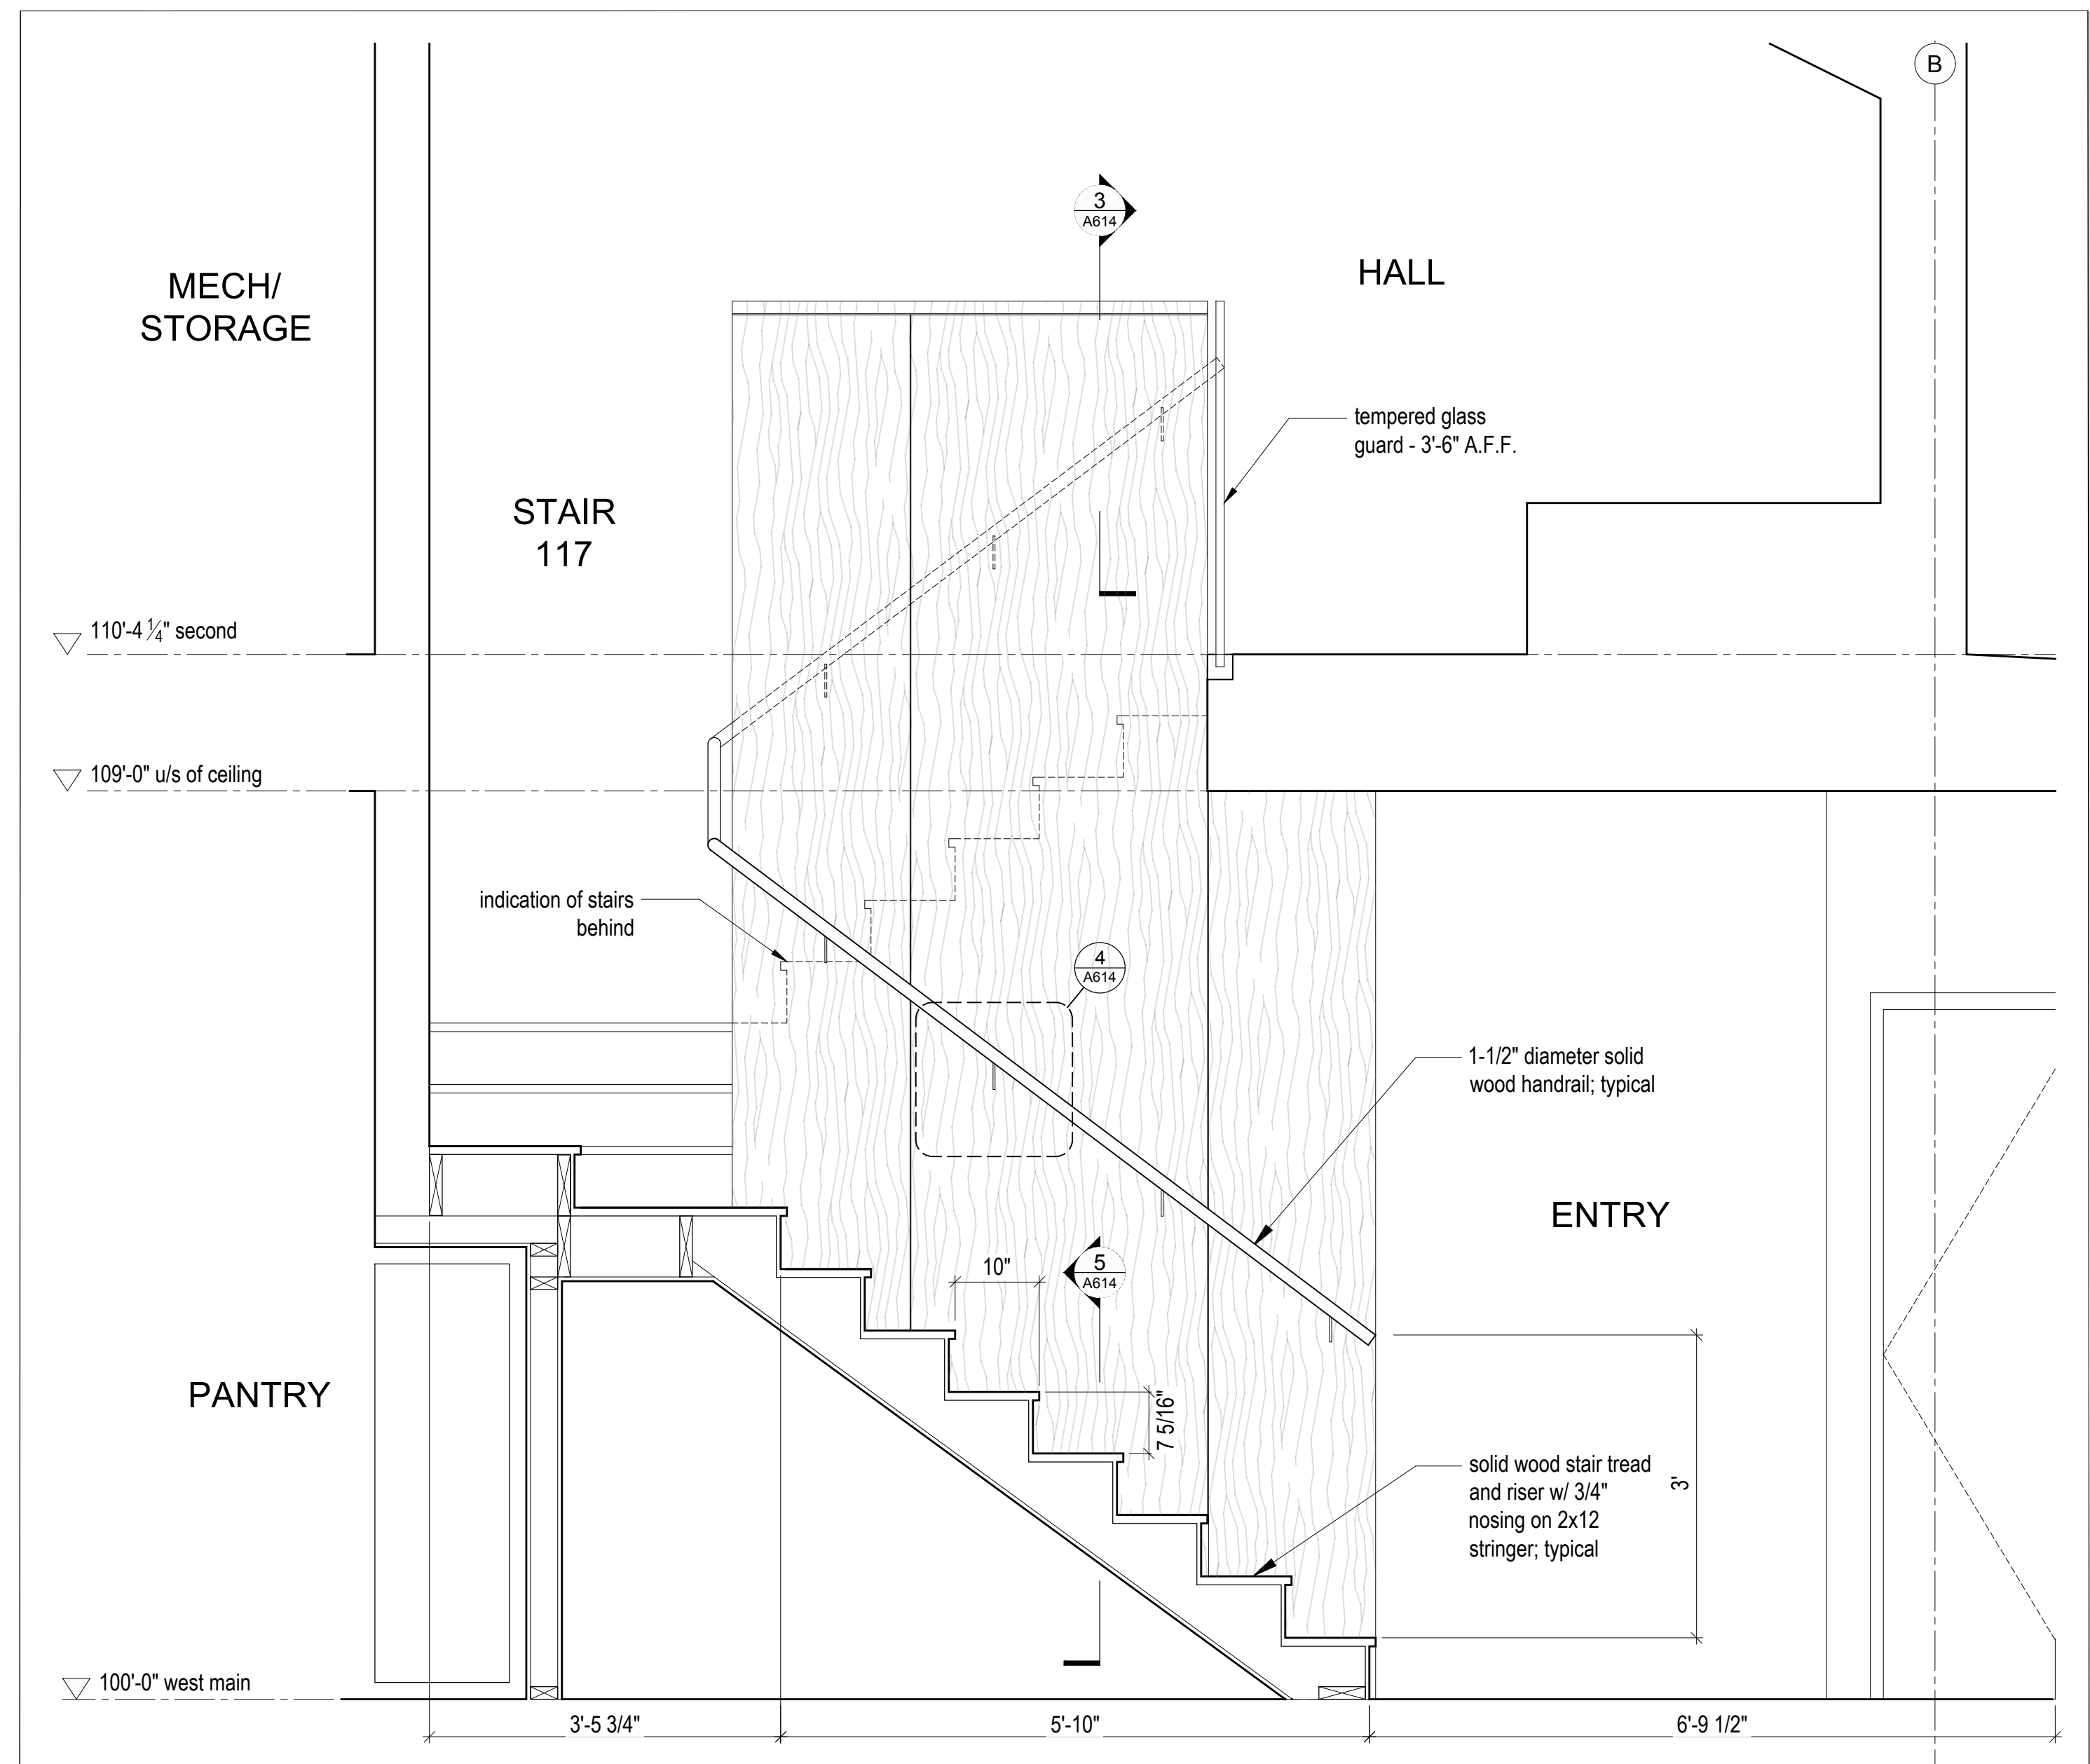 B
3
A614
MECH/
STORAGE
HALL
tempered glass
guard - 3'-6" A.F.F.
STAIR
117
110'-4 1/4" second
109'-0" u/s of ceiling
indication of stairs
behind
4
A614
1-1/2" diameter solid
wood handrail; typical
ENTRY
10"
5
A614
PANTRY
7 5/16"
solid wood stair tread
and riser w/ 3/4"
nosing on 2x12
stringer; typical
3'
100'-0" west main
3'-5 3/4"
5'-10"
6'-9 1/2"